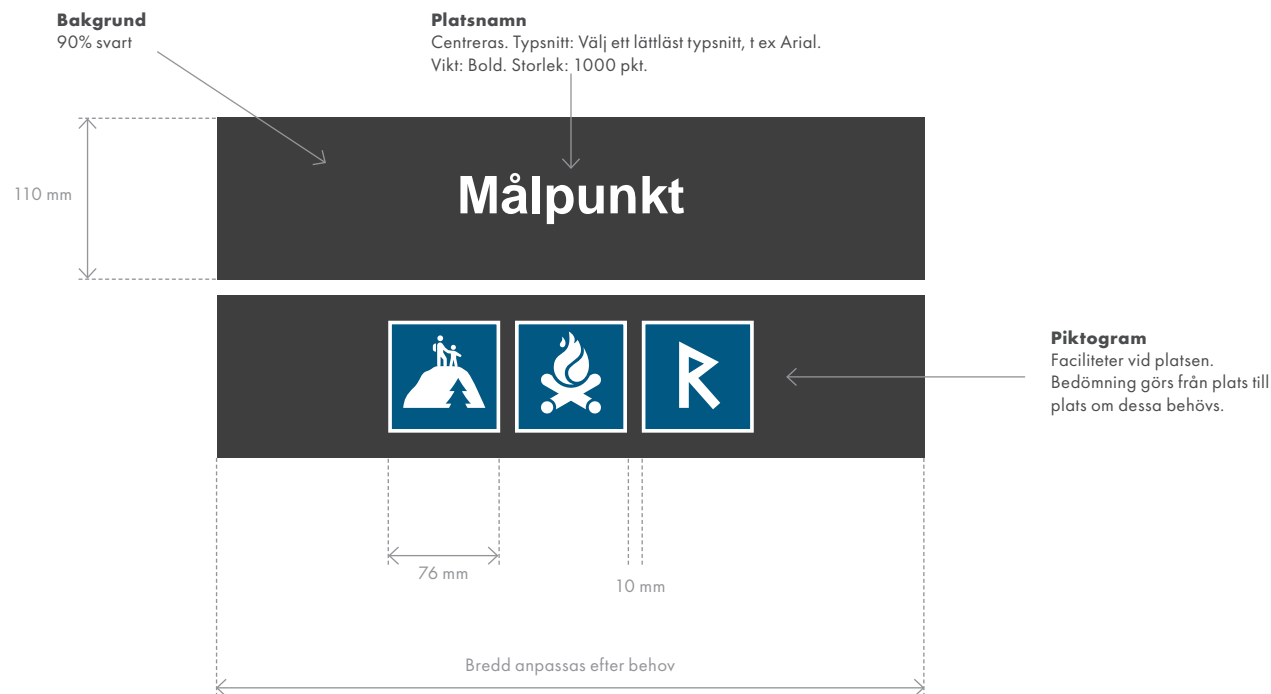 Bakgrund
90% svart
Platsnamn
Centreras. Typsnitt: Välj ett lättläst typsnitt, t ex Arial.
Vikt: Bold. Storlek: 1000 pkt.
110 mm
Målpunkt
Piktogram
Faciliteter vid platsen.
Bedömning görs från plats till
plats om dessa behövs.
76 mm
10 mm
Bredd anpassas efter behov